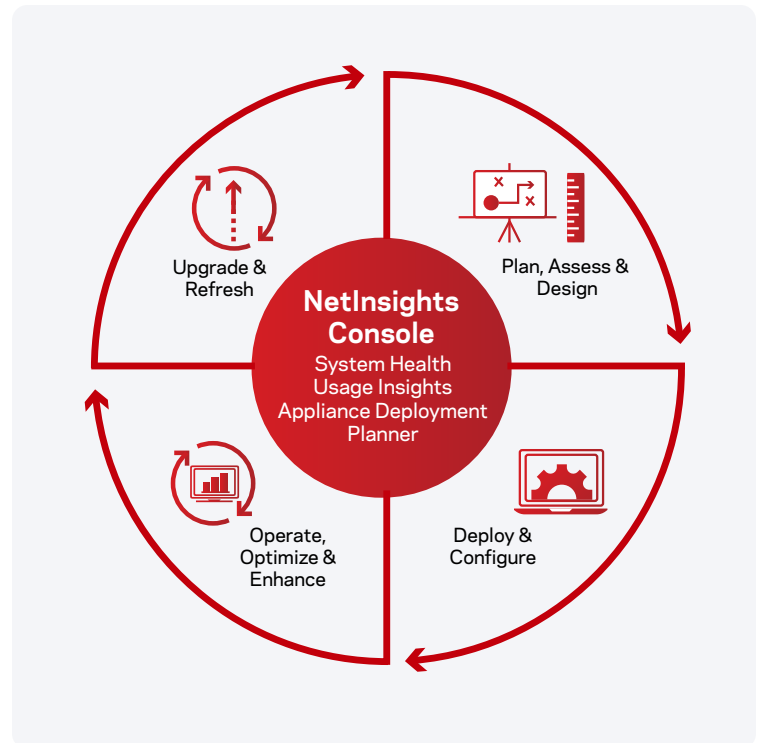 Upgrade &
Refresh
Plan, Assess &
Design
NetInsights
Console
System Health
Usage Insights
Appliance Deployment
Planner
Operate,
Optimize &
Enhance
Deploy &
Configure